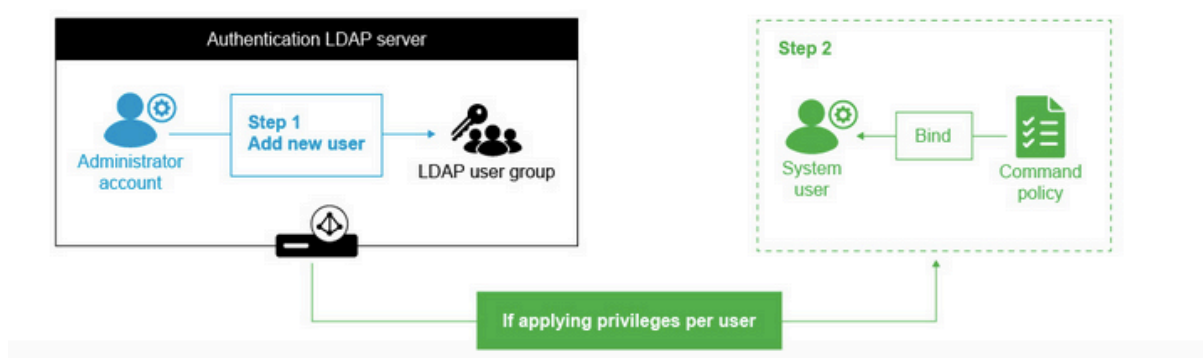 Authentication LDAP server
Step 1
Add new user
Administrator
account
LDAP user group
Step 2
Bind
System
user
Command
policy
If applying privileges per user